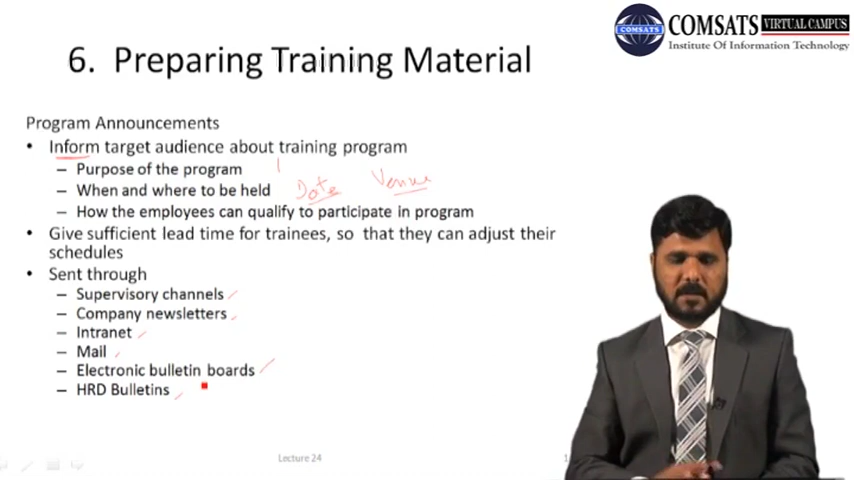 COMSATS VIRTUAL CAMPUS
Institute Of Information Technology
COMSATS
6. Preparing Training Material
Program Announcements
• Inform target audience about training program
– Purpose of the program
– When and where to be held Date Venue
– How the employees can qualify to participate in program
• Give sufficient lead time for trainees, so that they can adjust their
schedules
• Sent through
– Supervisory channels
– Company newsletters
– Intranet
– Mail
– Electronic bulletin boards
– HRD Bulletins
Lecture 24